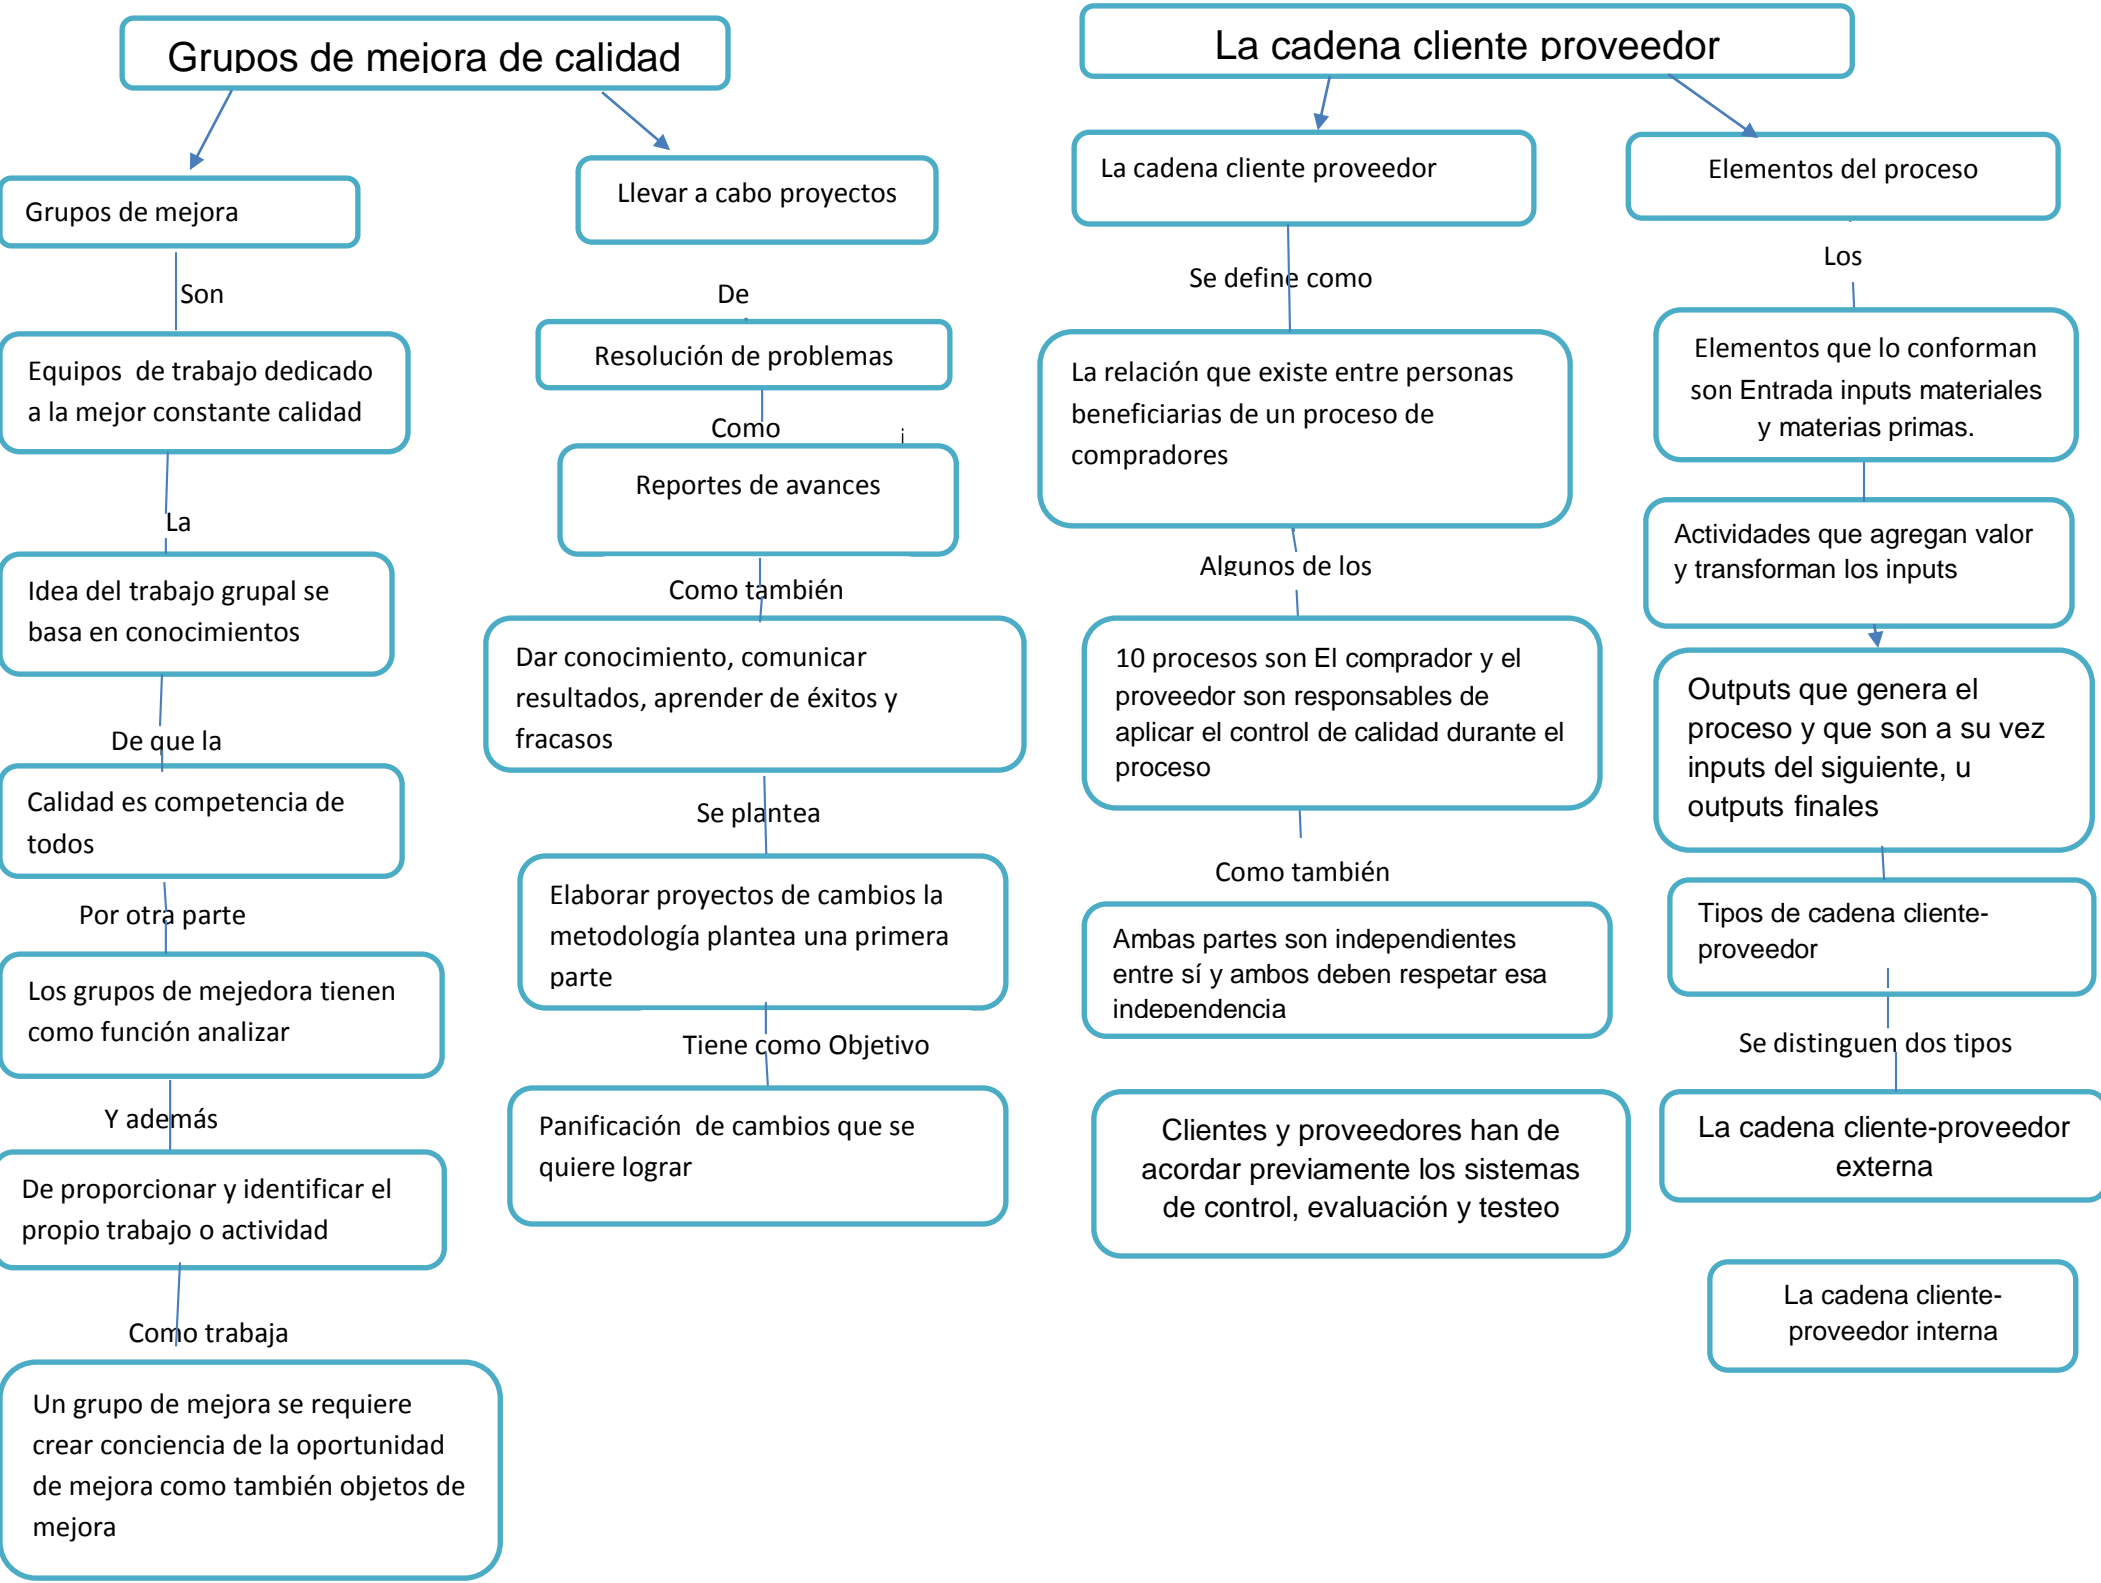 Grupos de mejora de calidad
Grupos de mejora
Son
Equipos  de trabajo dedicado
a la mejor constante calidad
La
Idea del trabajo grupal se
basa en conocimientos
De que la
Calidad es competencia de
todos
Por otra parte
Los grupos de mejedora tienen
como función analizar
Y además
De proporcionar y identificar el
propio trabajo o actividad
Como trabaja
Un grupo de mejora se requiere
crear conciencia de la oportunidad
de mejora como también objetos de
mejora
Llevar a cabo proyectos
De
Resolución de problemas
Como
Reportes de avances
Como también
Dar conocimiento, comunicar
resultados, aprender de éxitos y
fracasos
Se plantea
Elaborar proyectos de cambios la
metodología plantea una primera
parte
Tiene como Objetivo
Panificación  de cambios que se
quiere lograr
La cadena cliente proveedor
La cadena cliente proveedor
Se define como
La relación que existe entre personas
beneficiarias de un proceso de
compradores
Algunos de los
10 procesos son El comprador y el
proveedor son responsables de
aplicar el control de calidad durante el
proceso
Como también
Ambas partes son independientes
entre sí y ambos deben respetar esa
independencia
Clientes y proveedores han de
acordar previamente los sistemas
de control, evaluación y testeo
Elementos del proceso
Los
Elementos que lo conforman
son Entrada inputs materiales
y materias primas.
Actividades que agregan valor
y transforman los inputs
Outputs que genera el
proceso y que son a su vez
inputs del siguiente, u
outputs finales
Tipos de cadena cliente-
proveedor
Se distinguen dos tipos
La cadena cliente-proveedor
externa
La cadena cliente-
proveedor interna